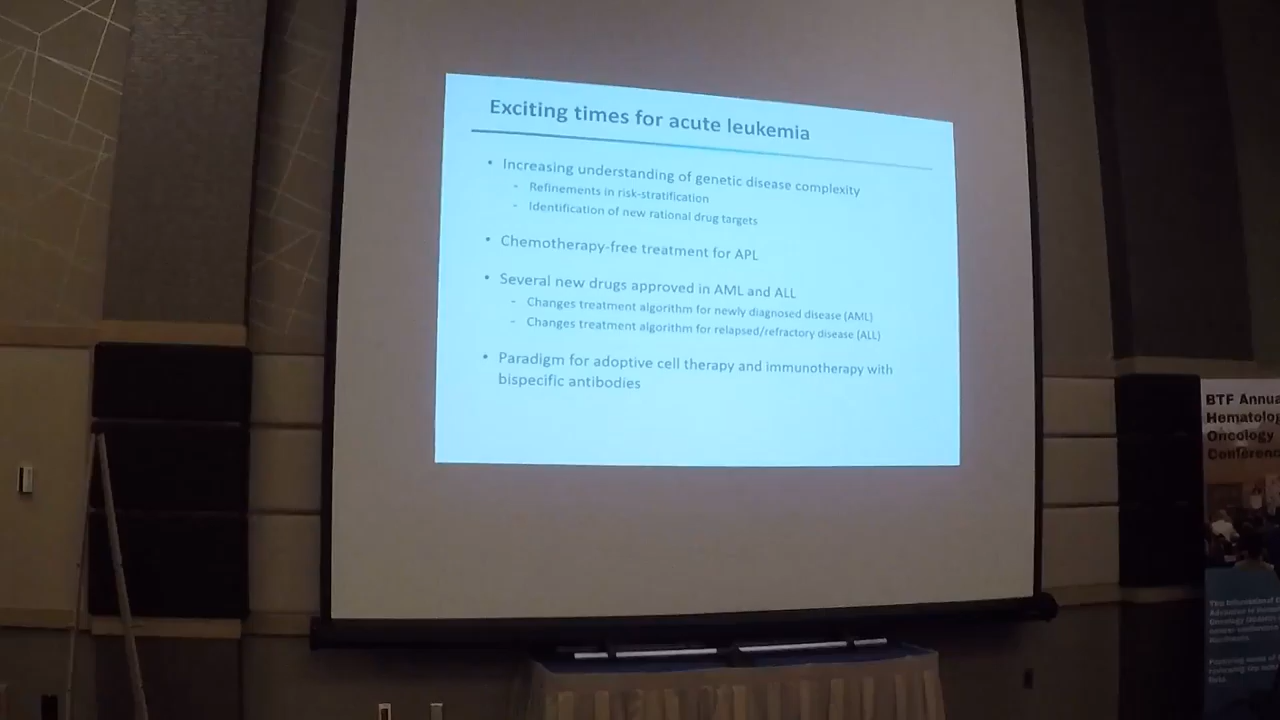 Exciting times for acute leukemia
• Increasing understanding of genetic disease complexity
- Refinements in risk-stratification
- Identification of new rational drug targets
• Chemotherapy-free treatment for APL
• Several new drugs approved in AML and ALL
- Changes treatment algorithm for newly diagnosed disease (AML)
- Changes treatment algorithm for relapsed/refractory disease (ALL)
• Paradigm for adoptive cell therapy and immunotherapy with
bispecific antibodies
BTF Annua
Hematolog
Oncology
Conferenc